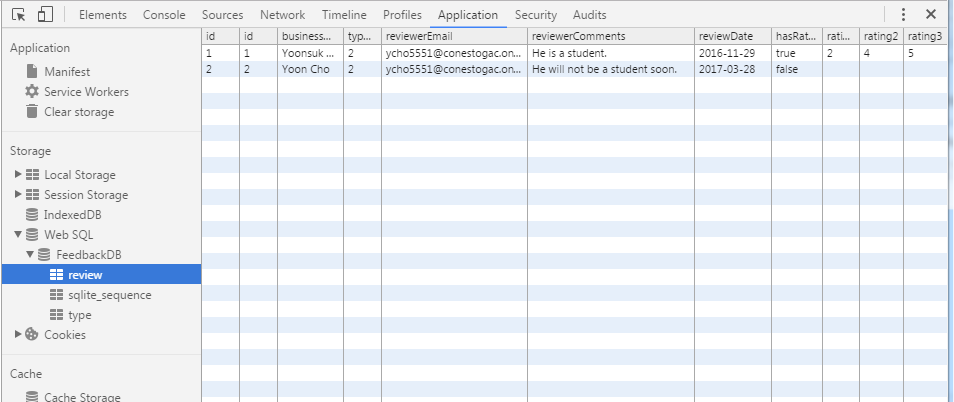 Elements Console Sources Network Timeline Profiles Application Security Audits
Application
Manifest
Service Workers
Clear storage
Storage
Local Storage
Session Storage
IndexedDB
Web SQL
FeedbackDB
review
sqlite_sequence
type
Cookies
Cache
Cache Storage
id id business... typ... reviewerEmail reviewerComments reviewDate hasRat... rati... rating2 rating3
1 1 Yoonsuk ... 2 ycho5551@conestogac.on... He is a student. 2016-11-29 true 2 4 5
2 2 Yoon Cho 2 ycho5551@conestogac.on... He will not be a student soon. 2017-03-28 false